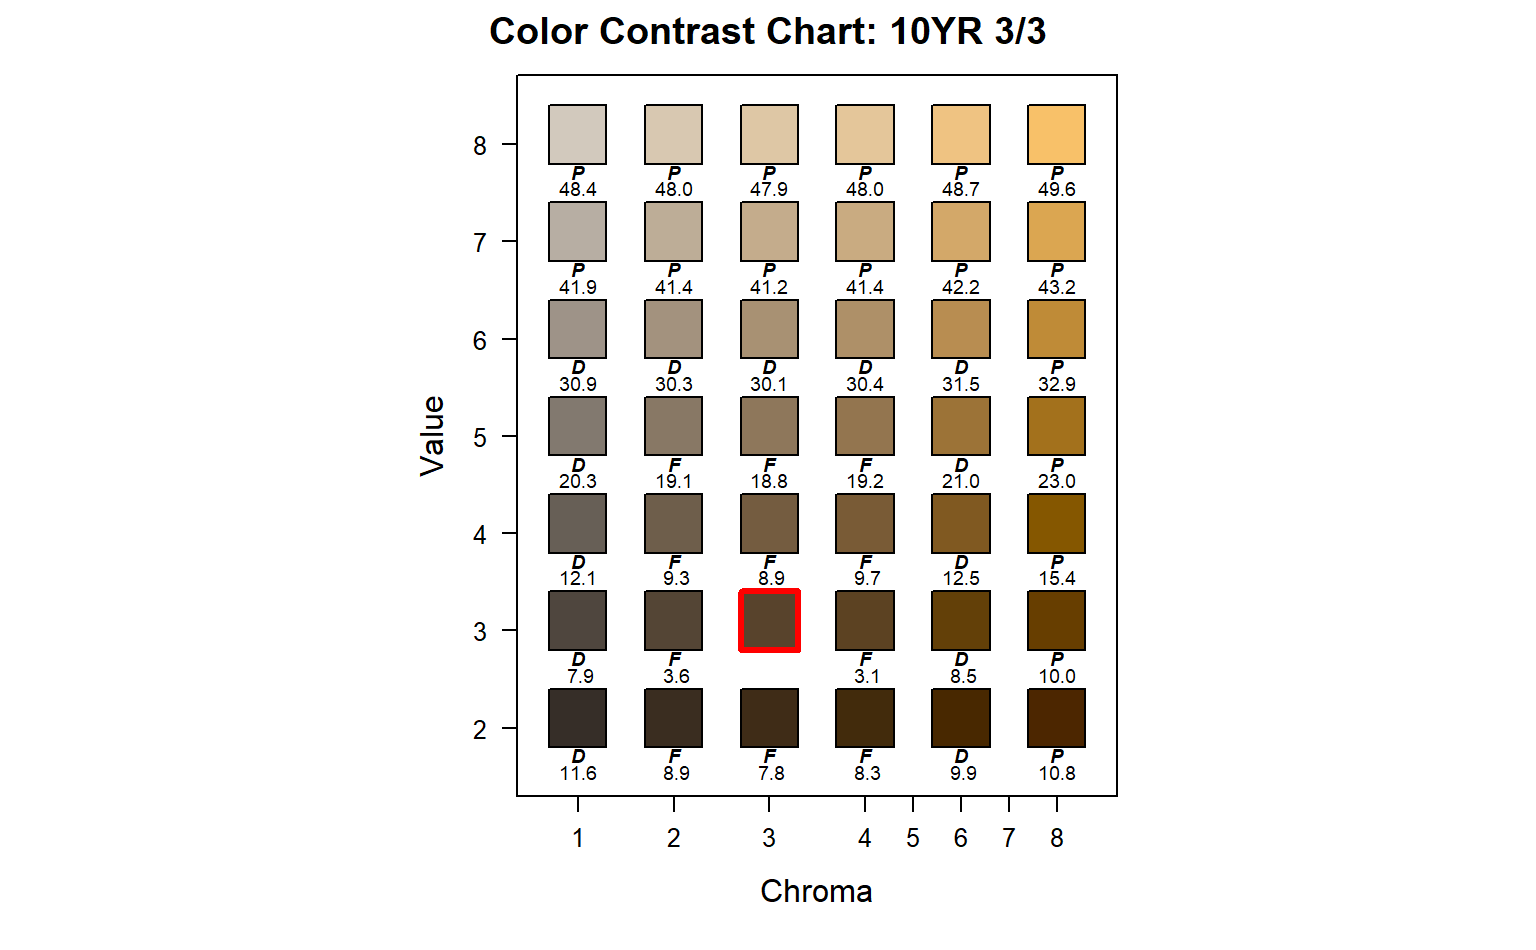 Color Contrast Chart: 10YR 3/3
8
P P P P P P
48.4 48.0 47.9 48.0 48.7 49.6
7
P P P P P P
41.9 41.4 41.2 41.4 42.2 43.2
6
D D D D D P
30.9 30.3 30.1 30.4 31.5 32.9
5
D F F F D P
20.3 19.1 18.8 19.2 21.0 23.0
4
D F F F D P
12.1 9.3 8.9 9.7 12.5 15.4
3
D F F D P
7.9 3.6 3.1 8.5 10.0
2
D F F F D P
11.6 8.9 7.8 8.3 9.9 10.8
Value
1 2 3 4 5 6 7 8
Chroma